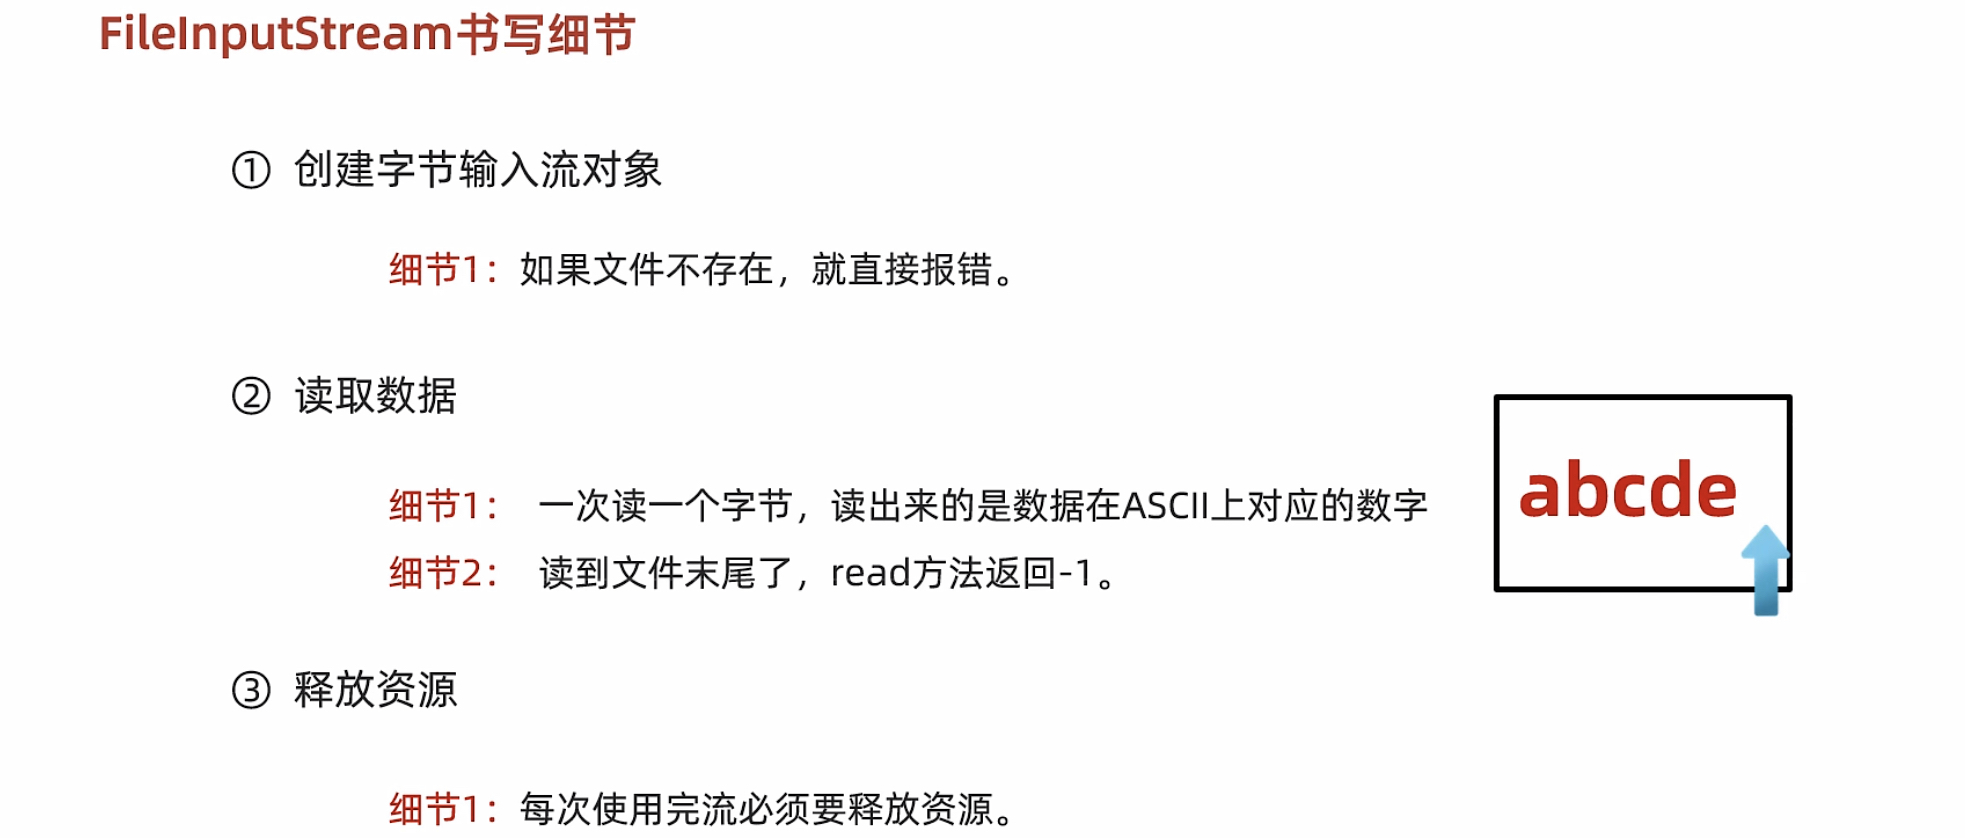 FileInputStream书写细节
① 创建字节输入流对象
细节1：如果文件不存在，就直接报错。
② 读取数据
细节1： 一次读一个字节，读出来的是数据在ASCII上对应的数字
细节2： 读到文件末尾了，read方法返回-1。
abcde
③ 释放资源
细节1：每次使用完流必须要释放资源。